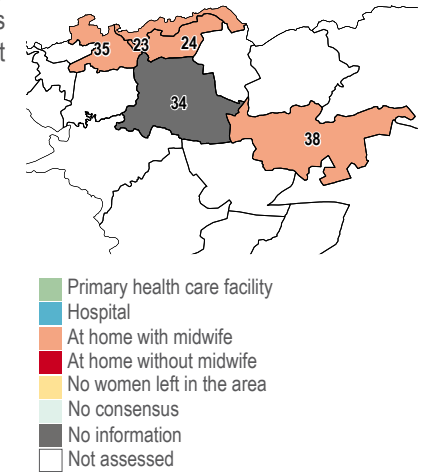 s
t
35 23 24
34
38
Primary health care facility
Hospital
At home with midwife
At home without midwife
No women left in the area
No consensus
No information
Not assessed